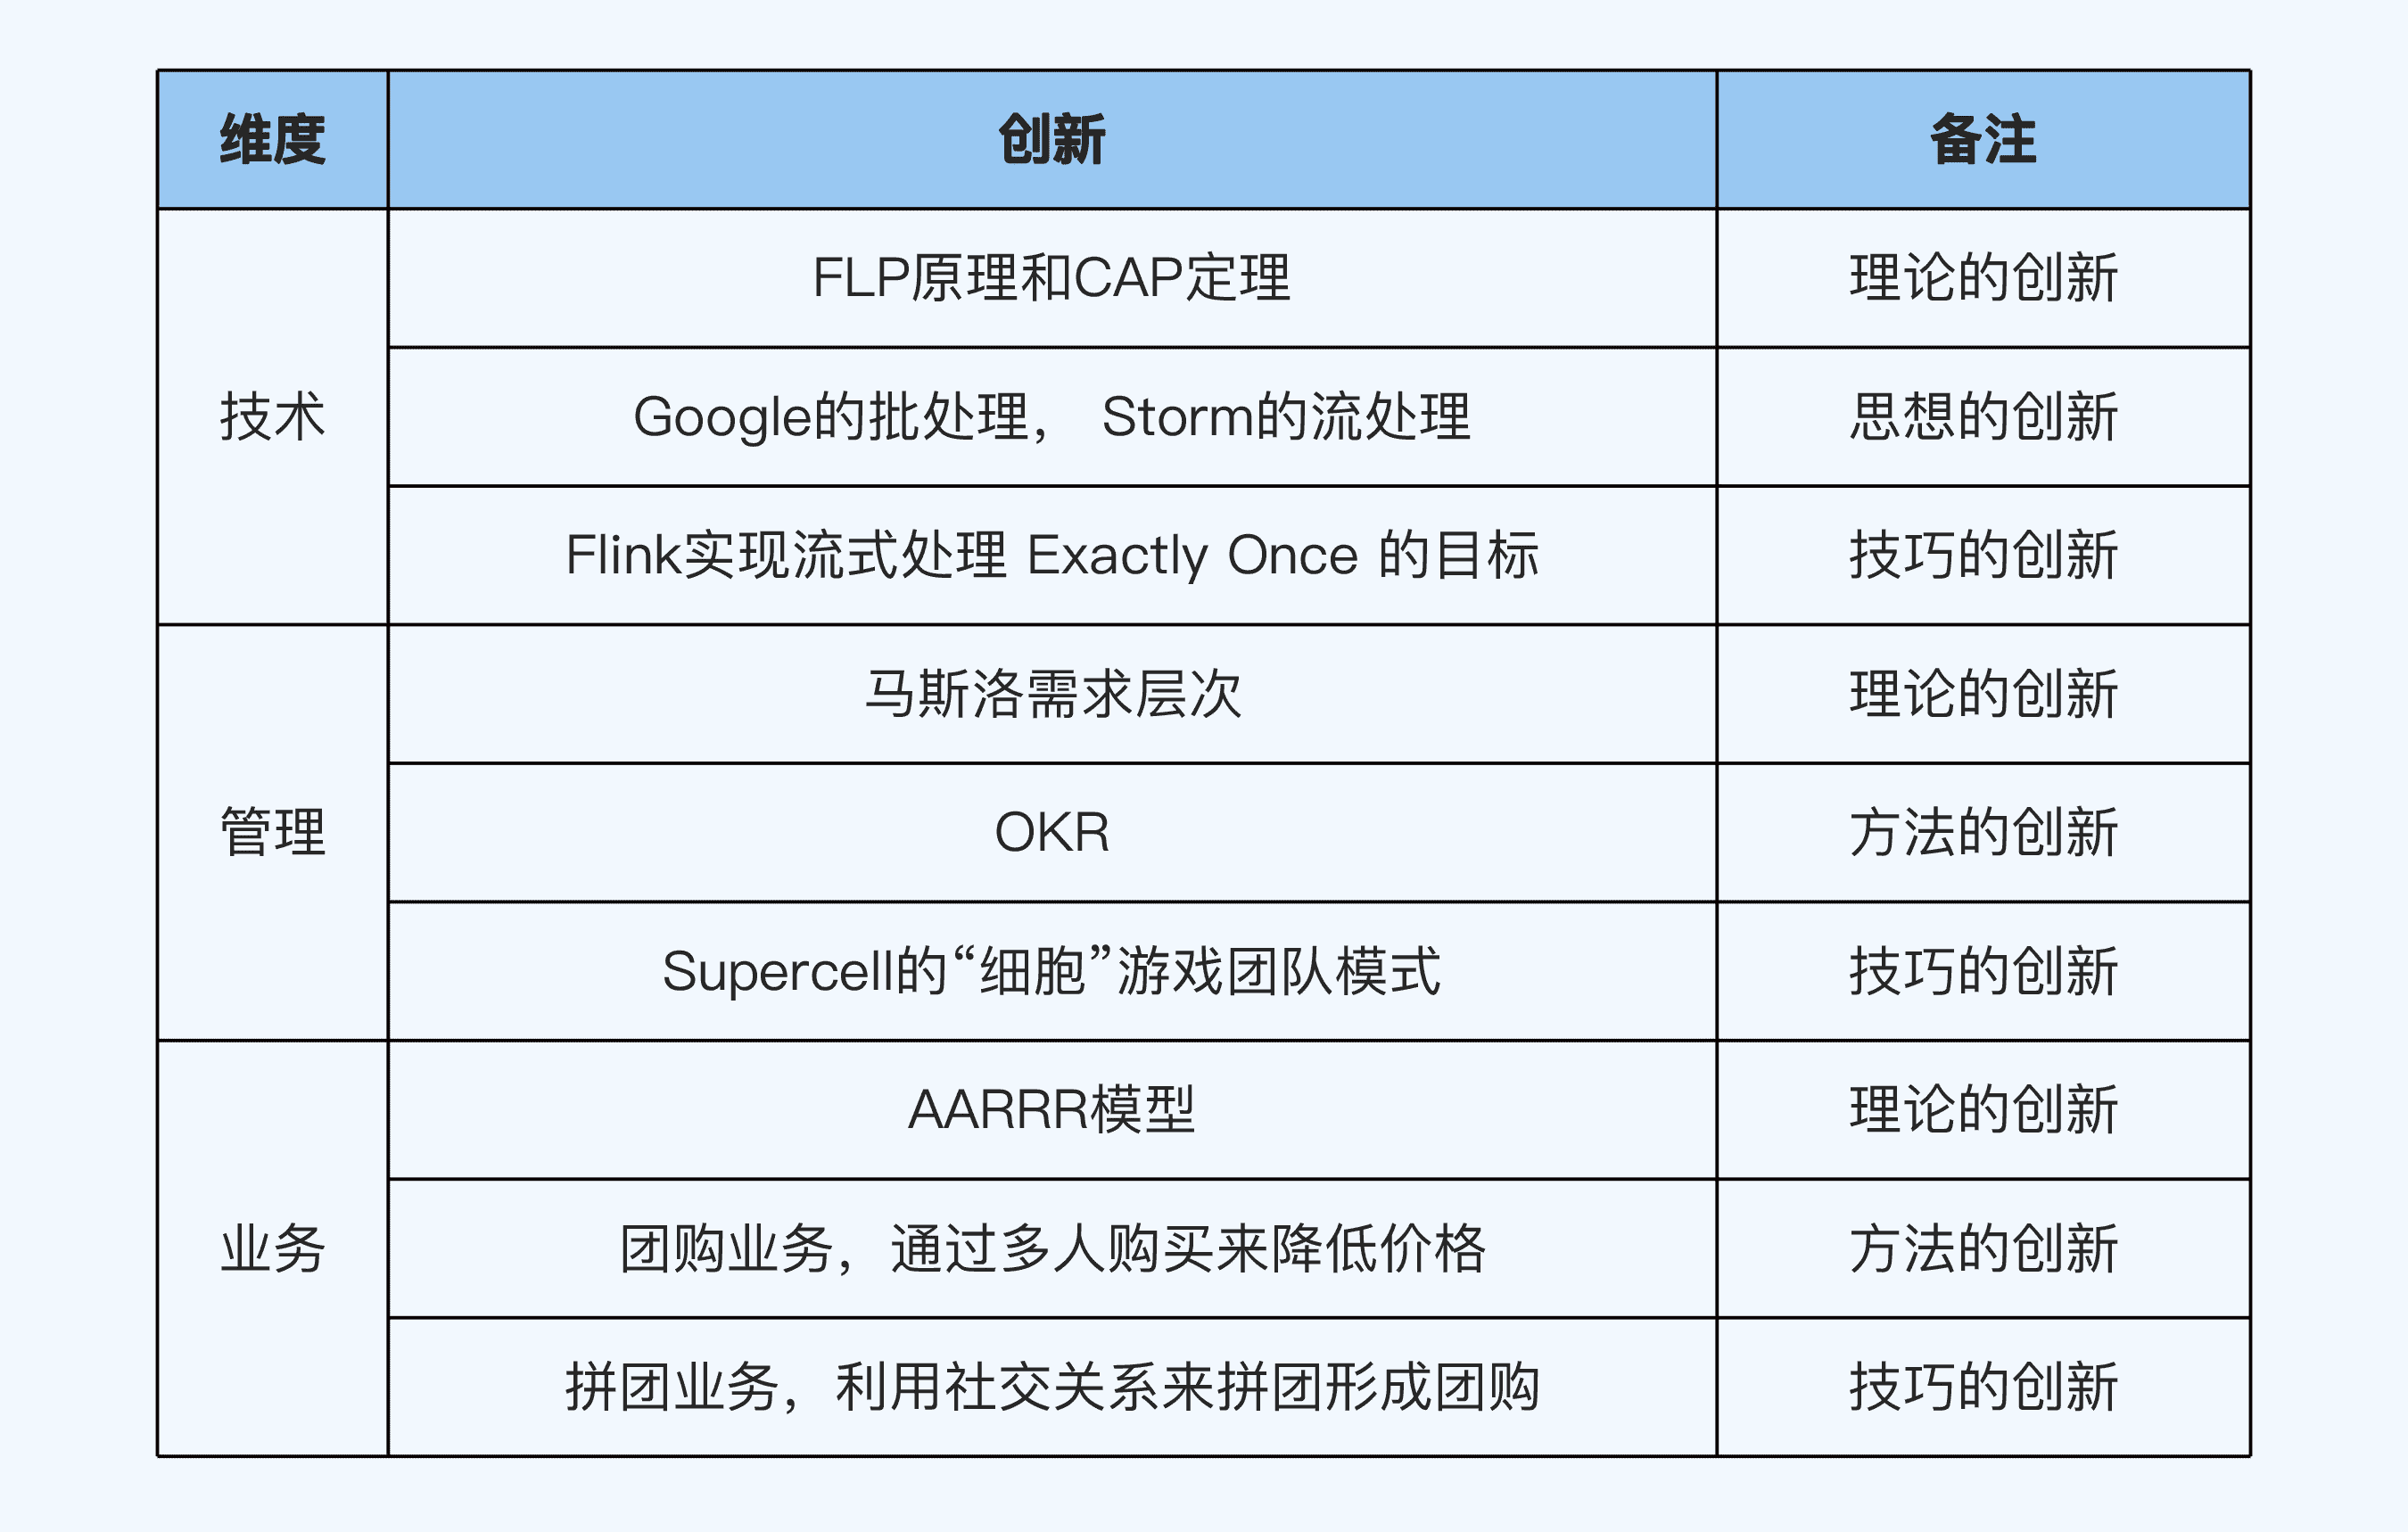 维度 创新 备注
FLP原理和CAP定理 理论的创新
技术 Google的批处理， Storm的流处理 思想的创新
Flink实现流式处理 Exactly Once 的目标 技巧的创新
马斯洛需求层次 理论的创新
管理 OKR 方法的创新
Supercell的“细胞”游戏团队模式 技巧的创新
AARRR模型 理论的创新
业务 团购业务，通过多人购买来降低价格 方法的创新
拼团业务，利用社交关系来拼团形成团购 技巧的创新